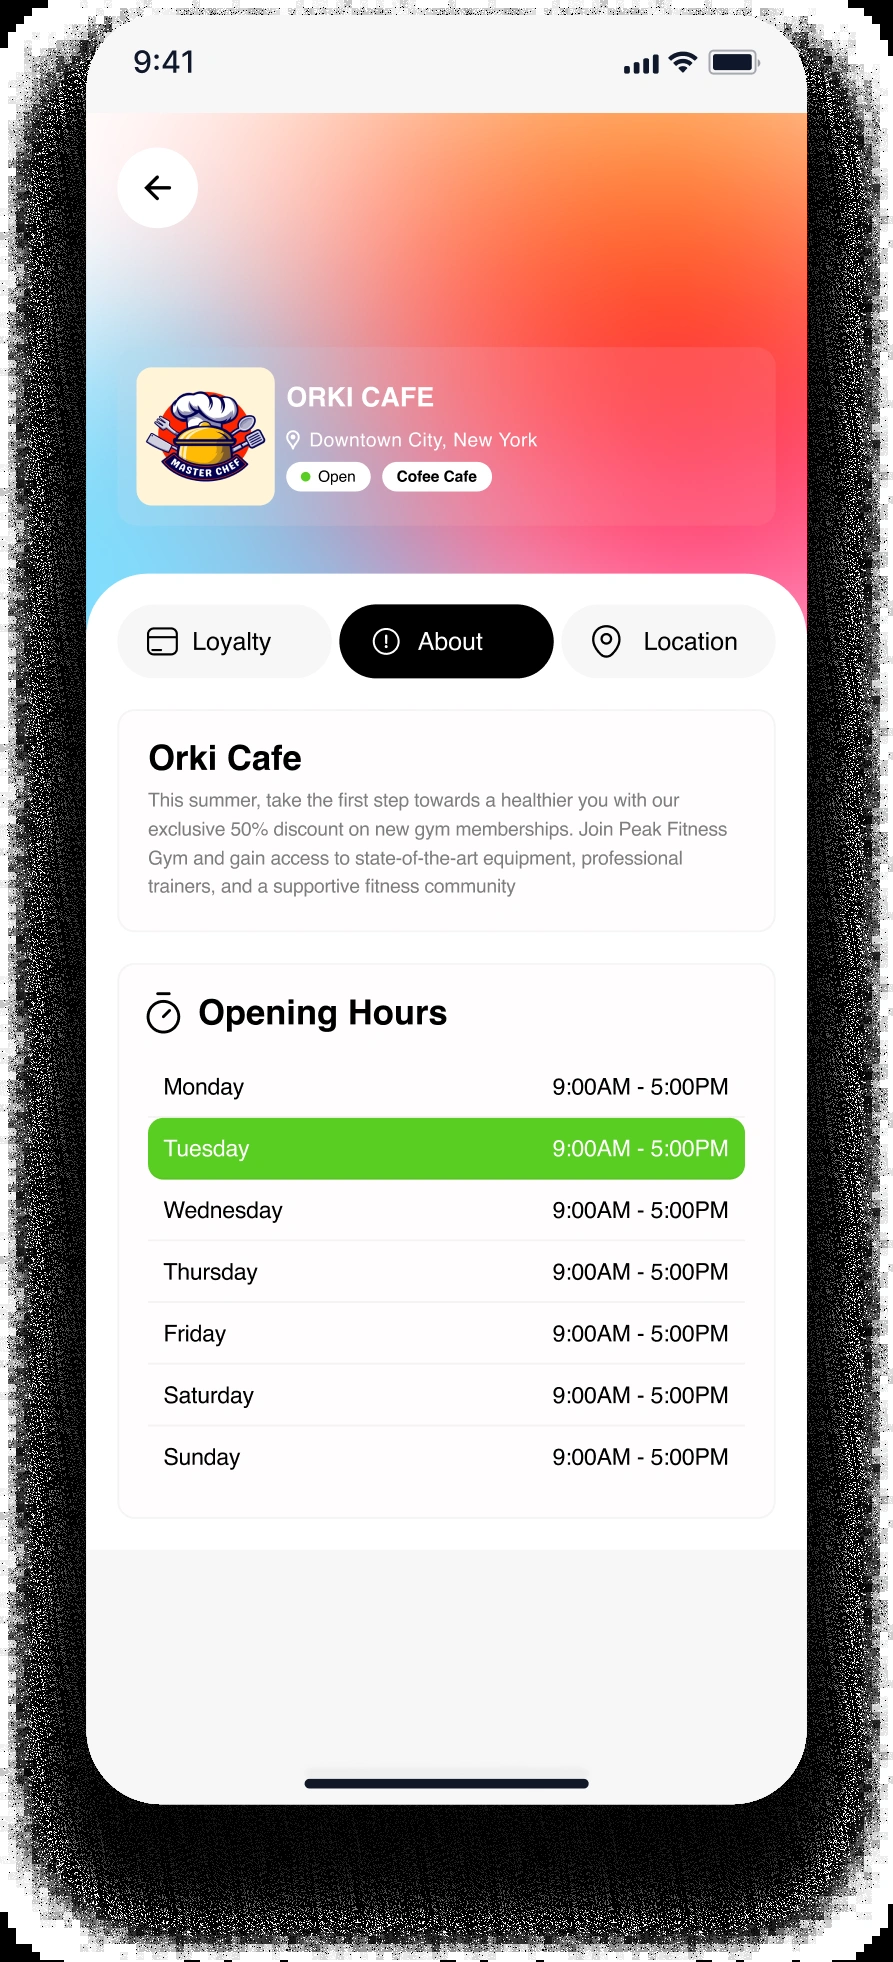 9:41
ORKI CAFE
Downtown City, New York
Open
Cofee Cafe
MASTER CHEF
Loyalty
About
Location
Orki Cafe
This summer, take the first step towards a healthier you with our
exclusive 50% discount on new gym memberships. Join Peak Fitness
Gym and gain access to state-of-the-art equipment, professional
trainers, and a supportive fitness community
Opening Hours
Monday 9:00AM - 5:00PM
Tuesday 9:00AM - 5:00PM
Wednesday 9:00AM - 5:00PM
Thursday 9:00AM - 5:00PM
Friday 9:00AM - 5:00PM
Saturday 9:00AM - 5:00PM
Sunday 9:00AM - 5:00PM